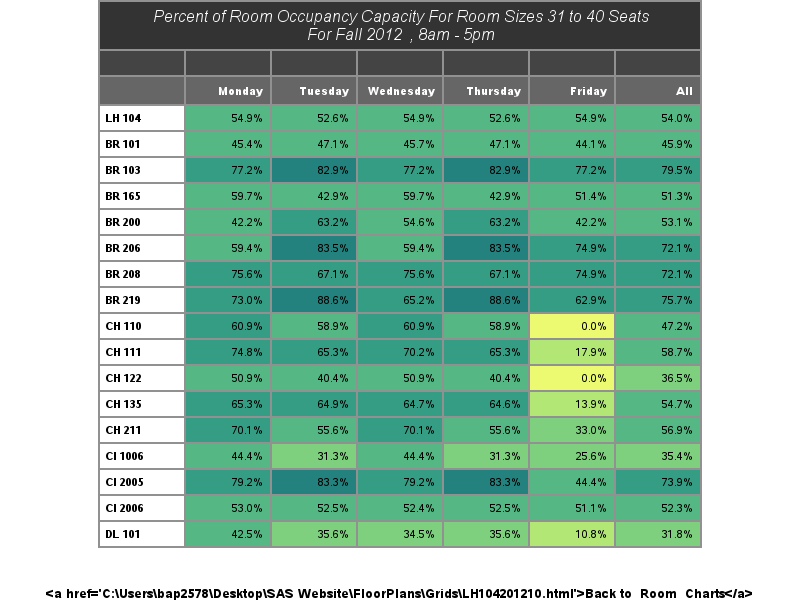 Percent of Room Occupancy Capacity For Room Sizes 31 to 40 Seats
For Fall 2012 , 8am - 5pm
Monday Tuesday Wednesday Thursday Friday All
LH 104 54.9% 52.6% 54.9% 52.6% 54.9% 54.0%
BR 101 45.4% 47.1% 45.7% 47.1% 44.1% 45.9%
BR 103 77.2% 82.9% 77.2% 82.9% 77.2% 79.5%
BR 165 59.7% 42.9% 59.7% 42.9% 51.4% 51.3%
BR 200 42.2% 63.2% 54.6% 63.2% 42.2% 53.1%
BR 206 59.4% 83.5% 59.4% 83.5% 74.9% 72.1%
BR 208 75.6% 67.1% 75.6% 67.1% 74.9% 72.1%
BR 219 73.0% 88.6% 65.2% 88.6% 62.9% 75.7%
CH 110 60.9% 58.9% 60.9% 58.9% 0.0% 47.2%
CH 111 74.8% 65.3% 70.2% 65.3% 17.9% 58.7%
CH 122 50.9% 40.4% 50.9% 40.4% 0.0% 36.5%
CH 135 65.3% 64.9% 64.7% 64.6% 13.9% 54.7%
CH 211 70.1% 55.6% 70.1% 55.6% 33.0% 56.9%
CI 1006 44.4% 31.3% 44.4% 31.3% 25.6% 35.4%
CI 2005 79.2% 83.3% 79.2% 83.3% 44.4% 73.9%
CI 2006 53.0% 52.5% 52.4% 52.5% 51.1% 52.3%
DL 101 42.5% 35.6% 34.5% 35.6% 10.8% 31.8%
<a href='C:\Users\bap2578\Desktop\SAS Website\FloorPlans\Grids\LH104201210.html'>Back to Room Charts</a>